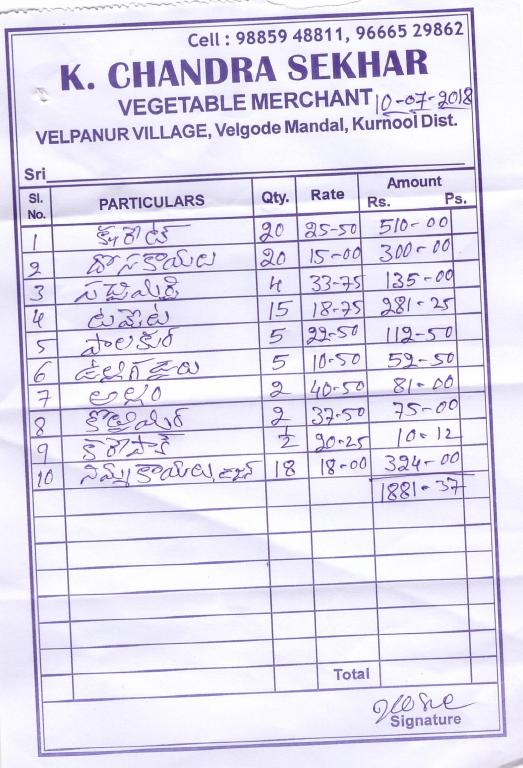 Cell : 98859 48811, 96665 29862
K. CHANDRA SEKHAR
VEGETABLE MERCHANT 10-07-2018
VELPANUR VILLAGE, Velgode Mandal, Kurnool Dist.
Sri
Sl. No. PARTICULARS Qty. Rate Amount Rs. Ps.
1 క్యారెట్ 20 25-50 510-00
2 దోసకాయలు 20 15-00 300-00
3 పచ్చిమిర్చి 4 33-75 135-00
4 టమోట 15 18-75 281-25
5 పాలకూర 5 22-50 112-50
6 ఉల్లిగడ్డలు 5 10-50 52-50
7 అల్లం 2 40-50 81-00
8 కొత్తిమీర 2 37-50 75-00
9 కరేపాకు 1/2 20-25 10-12
10 నిమ్మకాయలు డజన్ 18 18-00 324-00
1881-37
Total
Signature